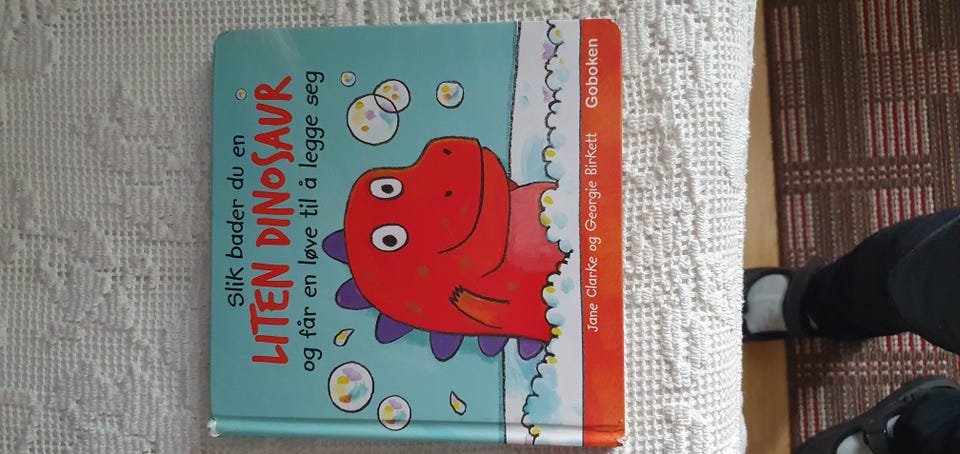 Slik bader du en
LITEN DINOSAUR
og får en løve til å legge seg
Jane Clarke og Georgie Birkett Goboken